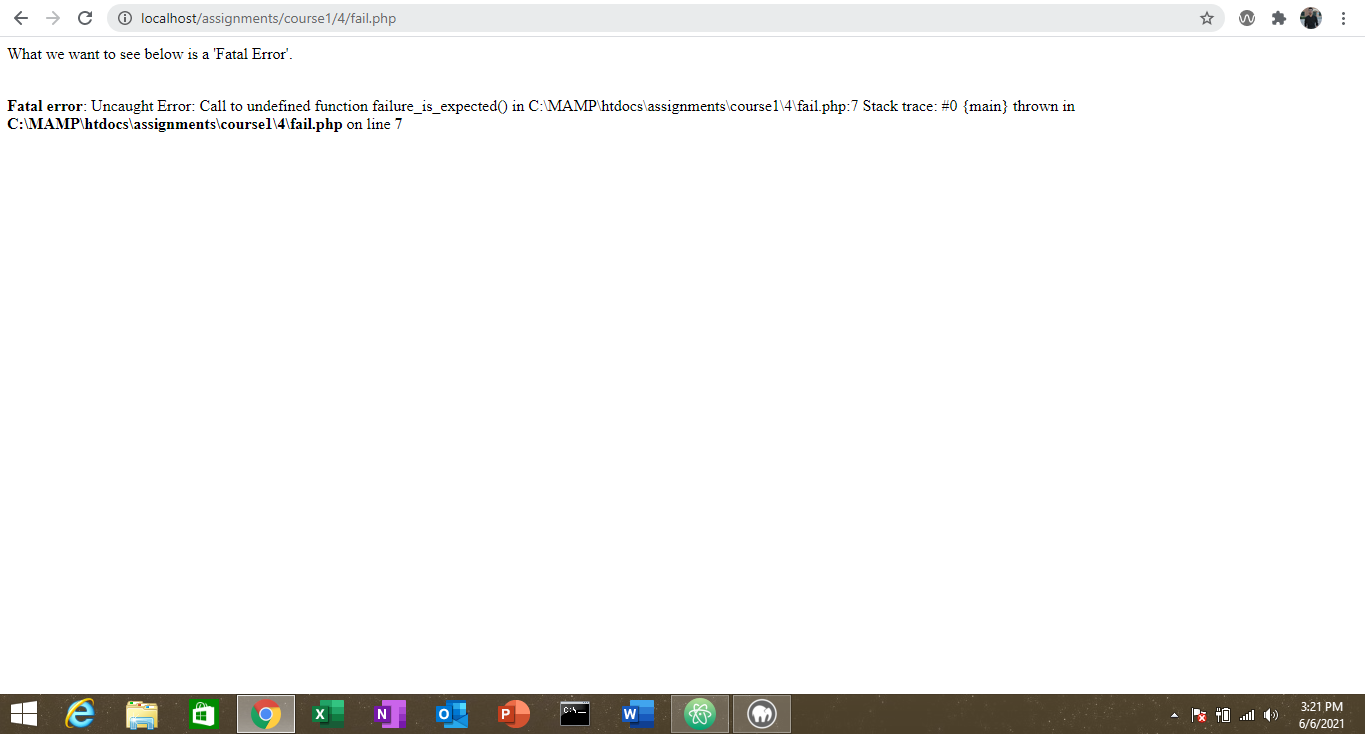 localhost/assignments/course1/4/fail.php
What we want to see below is a 'Fatal Error'.
Fatal error: Uncaught Error: Call to undefined function failure_is_expected() in C:\MAMP\htdocs\assignments\course1\4\fail.php:7 Stack trace: #0 {main} thrown in
C:\MAMP\htdocs\assignments\course1\4\fail.php on line 7
3:21 PM
6/6/2021